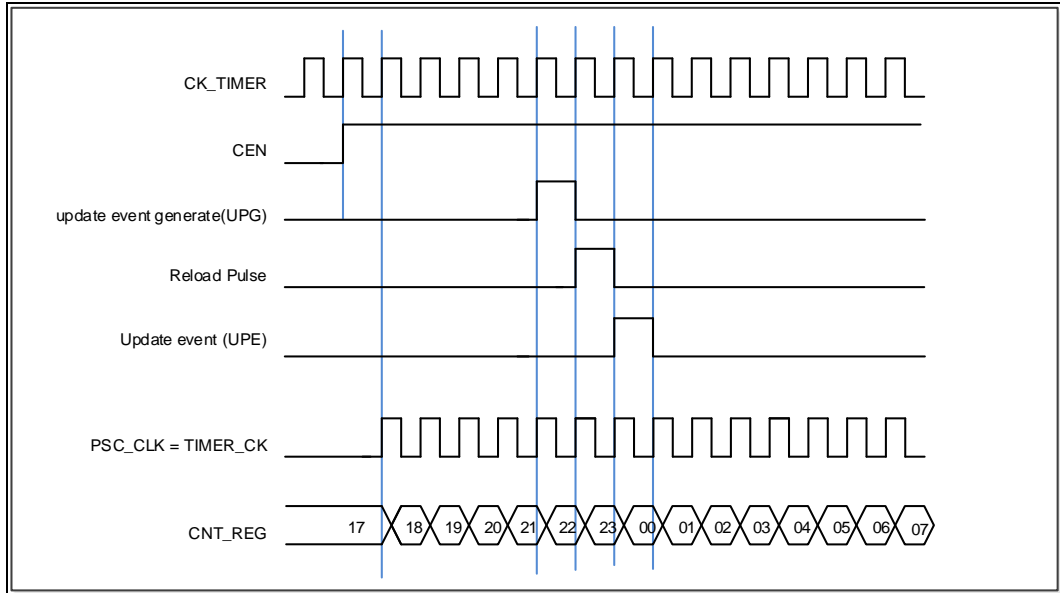 CK_TIMER
CEN
update event generate(UPG)
Reload Pulse
Update event (UPE)
PSC_CLK = TIMER_CK
CNT_REG 17 18 19 20 21 22 23 00 01 02 03 04 05 06 07